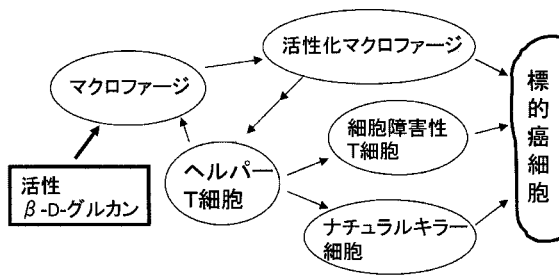 活性化マクロファージ
マクロファージ
標的癌細胞
細胞障害性
T細胞
ヘルパー
T細胞
活性
β-D-グルカン
ナチュラルキラー
細胞